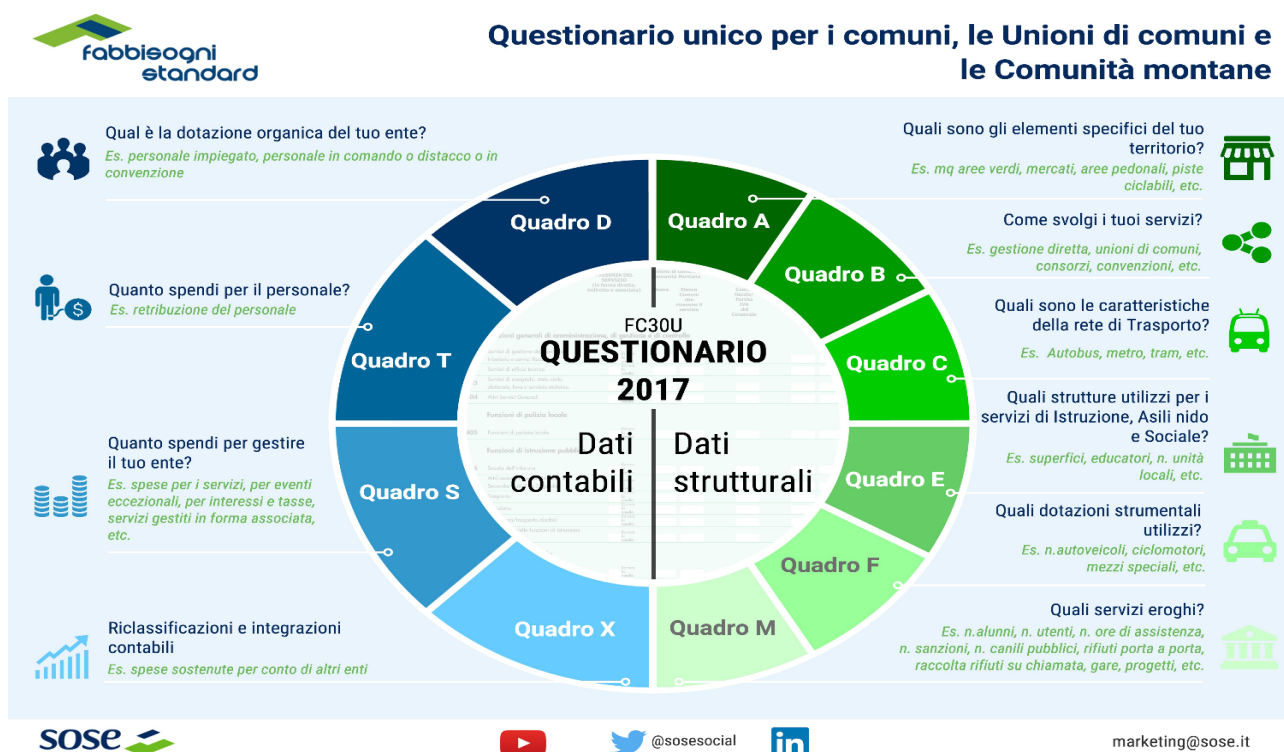 fabbisogni
standard
Questionario unico per i comuni, le Unioni di comuni e
le Comunità montane
Qual è la dotazione organica del tuo ente?
Es. personale impiegato, personale in comando o distacco o in
convenzione
Quanto spendi per il personale?
Es. retribuzione del personale
Quanto spendi per gestire
il tuo ente?
Es. spese per i servizi, per eventi
eccezionali, per interessi e tasse,
servizi gestiti in forma associata,
etc.
Riclassificazioni e integrazioni
contabili
Es. spese sostenute per conto di altri enti
Quadro D
Quadro A
Quadro T
Quadro B
Quadro C
Quadro S
Quadro E
Quadro F
Quadro X
Quadro M
FC30U
QUESTIONARIO
2017
Dati
contabili
Dati
strutturali
Funzioni di polizia locale
Quali sono gli elementi specifici del tuo
territorio?
Es. mq aree verdi, mercati, aree pedonali, piste
ciclabili, etc.
Come svolgi i tuoi servizi?
Es. gestione diretta, unioni di comuni,
consorzi, convenzioni, etc.
Quali sono le caratteristiche
della rete di Trasporto?
Es. Autobus, metro, tram, etc.
Quali strutture utilizzi per i
servizi di Istruzione, Asili nido
e Sociale?
Es. superfici, educatori, n. unità
locali, etc.
Quali dotazioni strumentali
utilizzi?
Es. n.autoveicoli, ciclomotori,
mezzi speciali, etc.
Quali servizi eroghi?
Es. n.alunni, n. utenti, n. ore di assistenza,
n. sanzioni, n. canili pubblici, rifiuti porta a porta,
raccolta rifiuti su chiamata, gare, progetti, etc.
sose
@sosesocial
in
marketing@sose.it